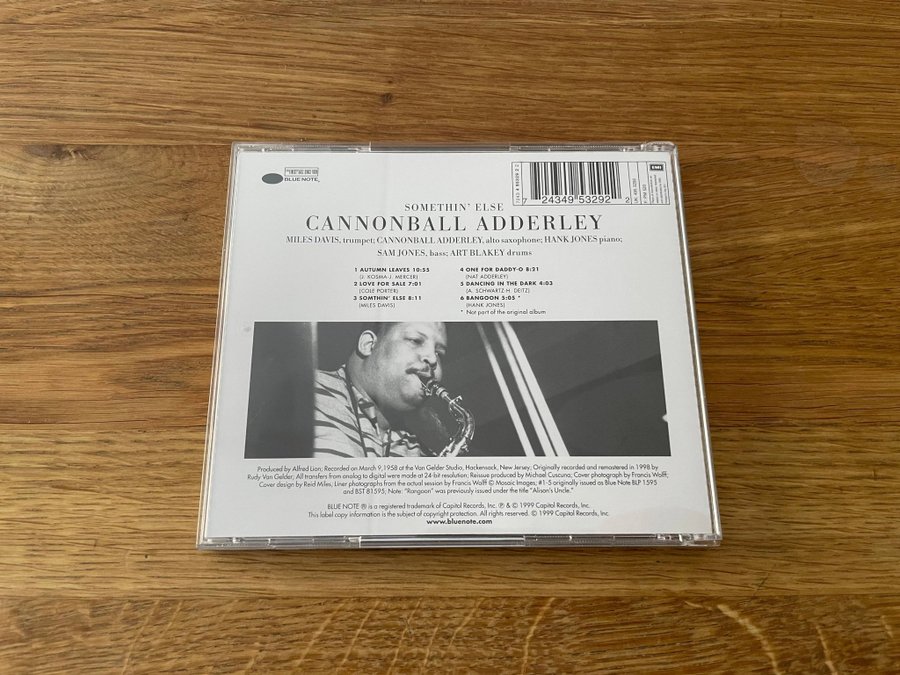 BLUE NOTE
7 24349 53292 2
EMI
SOMETHIN' ELSE
CANNONBALL ADDERLEY
MILES DAVIS, trumpet; CANNONBALL ADDERLEY, alto saxophone; HANK JONES piano;
SAM JONES, bass; ART BLAKEY drums
1 AUTUMN LEAVES 10:55
(J. KOSMA-J. MERCER)
2 LOVE FOR SALE 7:01
(COLE PORTER)
3 SOMTHIN' ELSE 8:11
(MILES DAVIS)
4 ONE FOR DADDY-O 8:21
(NAT ADDERLEY)
5 DANCING IN THE DARK 4:03
(A. SCHWARTZ-H. DEITZ)
6 BANGOON 5:05 *
(HANK JONES)
* Not part of the original album
Produced by Alfred Lion; Recorded on March 9,1958 at the Van Gelder Studio, Hackensack, New Jersey; Originally recorded and remastered in 1998 by
Rudy Van Gelder; All transfers from analog to digital were made at 24-bit resolution; Reissue produced by Michael Cuscuna; Cover photograph by Francis Wolff;
Cover design by Reid Miles; Liner photographs from the actual session by Francis Wolff © Mosaic Images; #1-5 originally issued as Blue Note BLP 1595
and BST 81595; Note: "Rangoon" was previously issued under the title "Alison's Uncle."
BLUE NOTE ® is a registered trademark of Capitol Records, Inc. ℗ & © 1999 Capitol Records, Inc.
This label copy information is the subject of copyright protection. All rights reserved. © 1999 Capitol Records, Inc.
www.bluenote.com